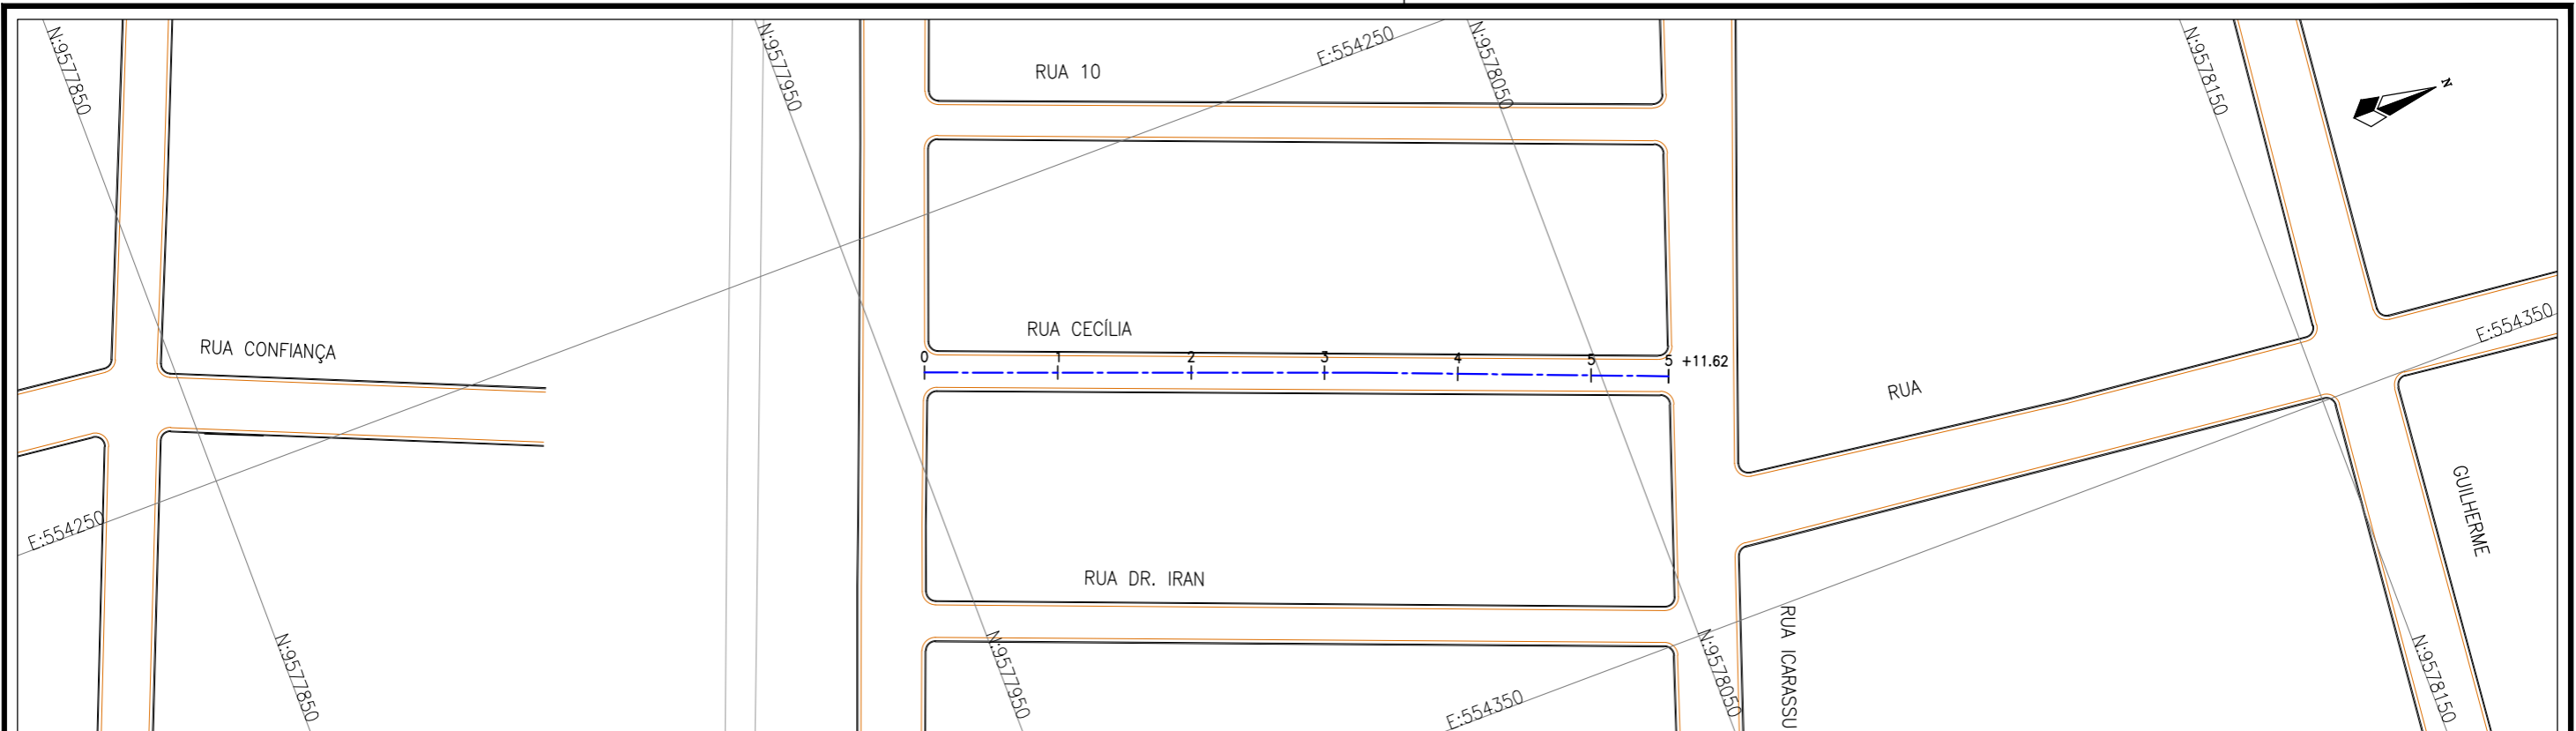 N:9577850
N:9577950
E:554250
N:9578050
N:9578150
N
RUA 10
RUA CONFIANÇA
RUA CECÍLIA
E:554350
0 1 2 3 4 5 5 +11.62
RUA
E:554250
GUILHERME
RUA DR. IRAN
RUA ICARASSU
N:9577850
N:9577950
N:9578050
N:9578150
E:554350